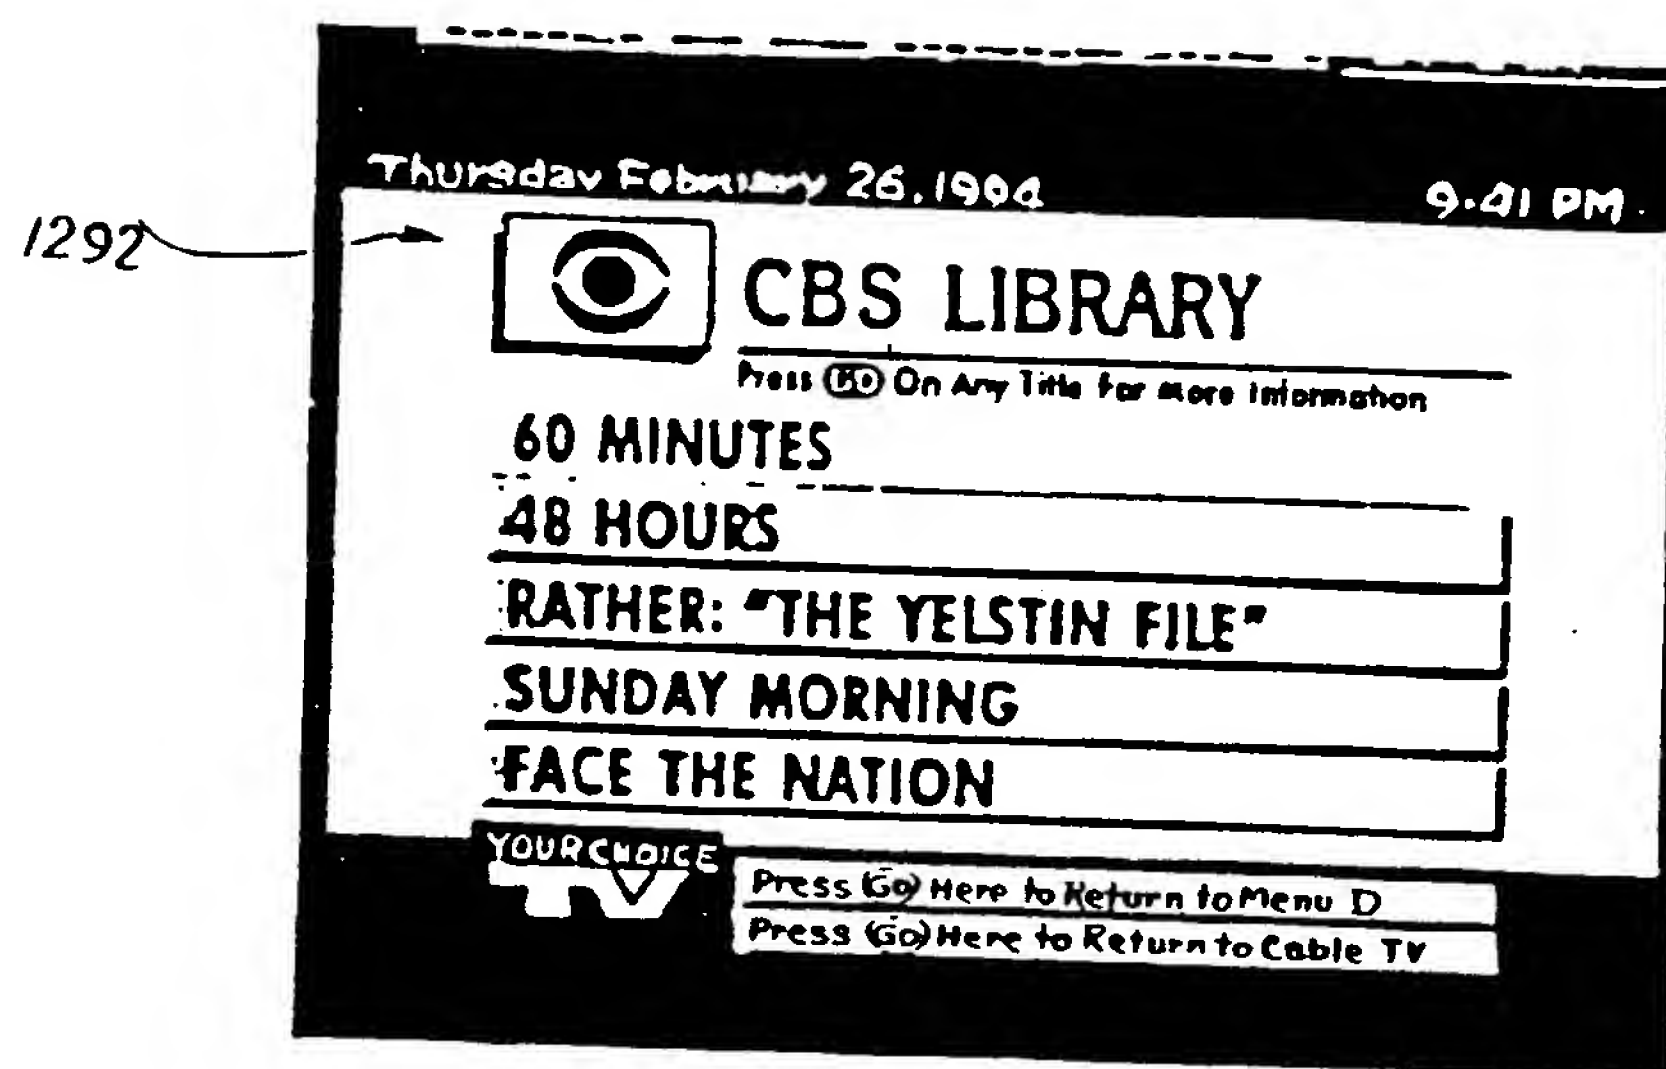 Thursday February 26, 1994
9:41 PM
1292
CBS LIBRARY
Press GO On Any Title For More Information
60 MINUTES
48 HOURS
RATHER: "THE YELSTIN FILE"
SUNDAY MORNING
FACE THE NATION
YOUR CHOICE
TV
Press Go Here to Return to Menu D
Press Go Here to Return to Cable TV